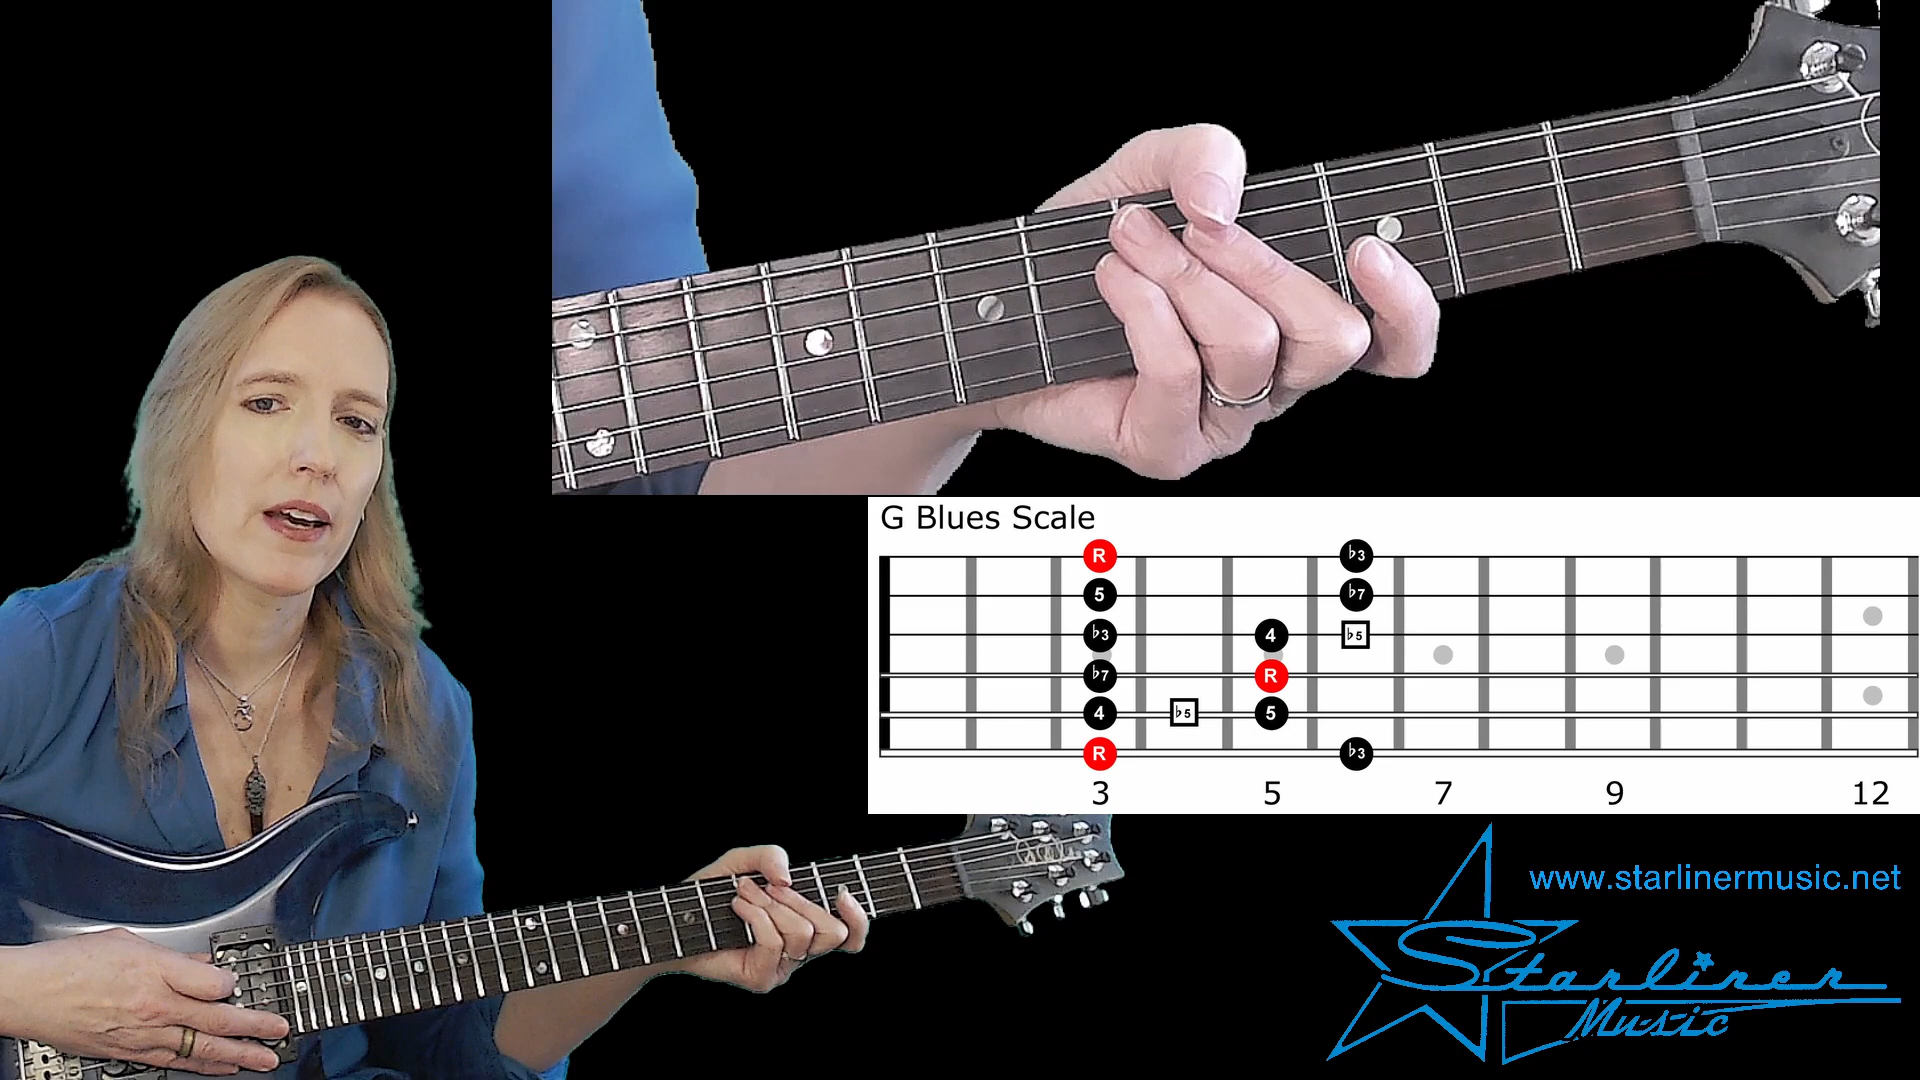 G Blues Scale
R ♭3
5 ♭7
♭3 4 ♭5
♭7 R
4 ♭5 5
R ♭3
3 5 7 9 12
www.starlinermusic.net
Starliner
Music